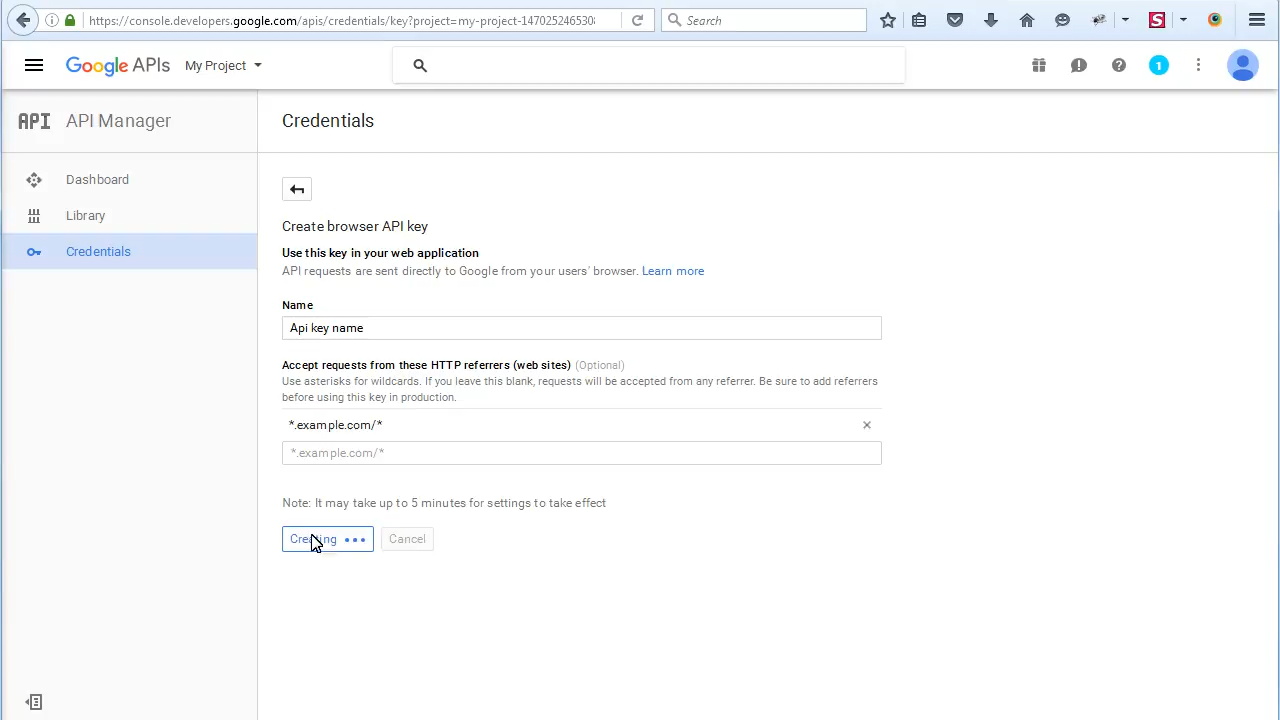 https://console.developers.google.com/apis/credentials/key?project=my-project-147025246530
Search
S
Google APIs
My Project
1
API
API Manager
Credentials
Dashboard
Library
Credentials
Create browser API key
Use this key in your web application
API requests are sent directly to Google from your users' browser. Learn more
Name
Api key name
Accept requests from these HTTP referrers (web sites) (Optional)
Use asterisks for wildcards. If you leave this blank, requests will be accepted from any referrer. Be sure to add referrers
before using this key in production.
*.example.com/*
*.example.com/*
Note: It may take up to 5 minutes for settings to take effect
Creating
Cancel